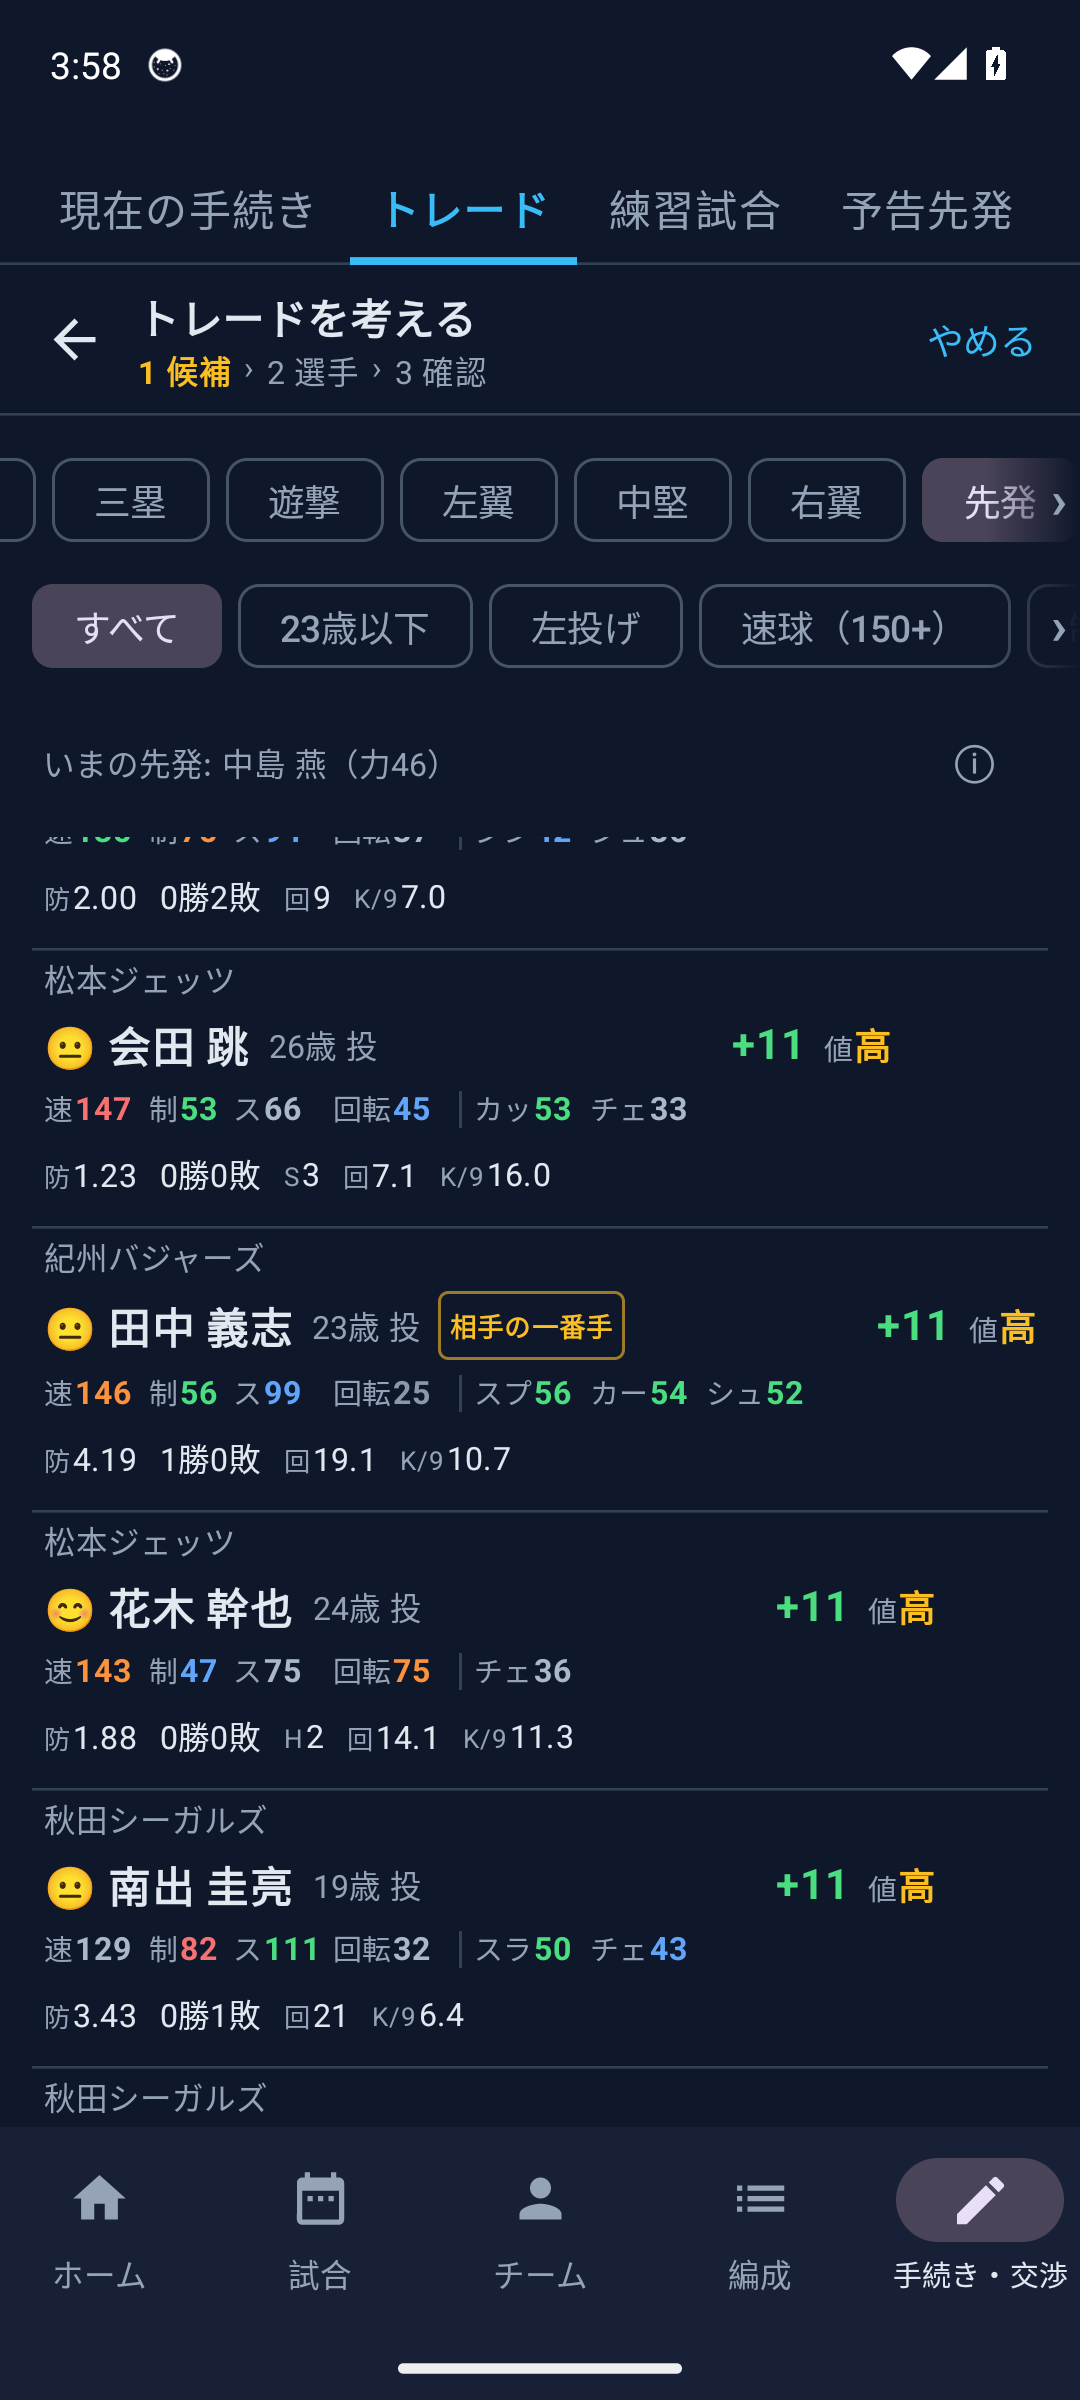 3:58
現在の手続き トレード 練習試合 予告先発
トレードを考える
1 候補 › 2 選手 › 3 確認
やめる
三塁 遊撃 左翼 中堅 右翼 先発 ›
すべて 23歳以下 左投げ 速球（150+） ›
いまの先発: 中島 燕（力46）
防2.00 0勝2敗 回9 K/9 7.0
松本ジェッツ
会田 跳 26歳 投 +11 値高
速147 制53 ス66 回転45 カッ53 チェ33
防1.23 0勝0敗 S3 回7.1 K/9 16.0
紀州バジャーズ
田中 義志 23歳 投 相手の一番手 +11 値高
速146 制56 ス99 回転25 スプ56 カー54 シュ52
防4.19 1勝0敗 回19.1 K/9 10.7
松本ジェッツ
花木 幹也 24歳 投 +11 値高
速143 制47 ス75 回転75 チェ36
防1.88 0勝0敗 H2 回14.1 K/9 11.3
秋田シーガルズ
南出 圭亮 19歳 投 +11 値高
速129 制82 ス111 回転32 スラ50 チェ43
防3.43 0勝1敗 回21 K/9 6.4
秋田シーガルズ
ホーム 試合 チーム 編成 手続き・交渉